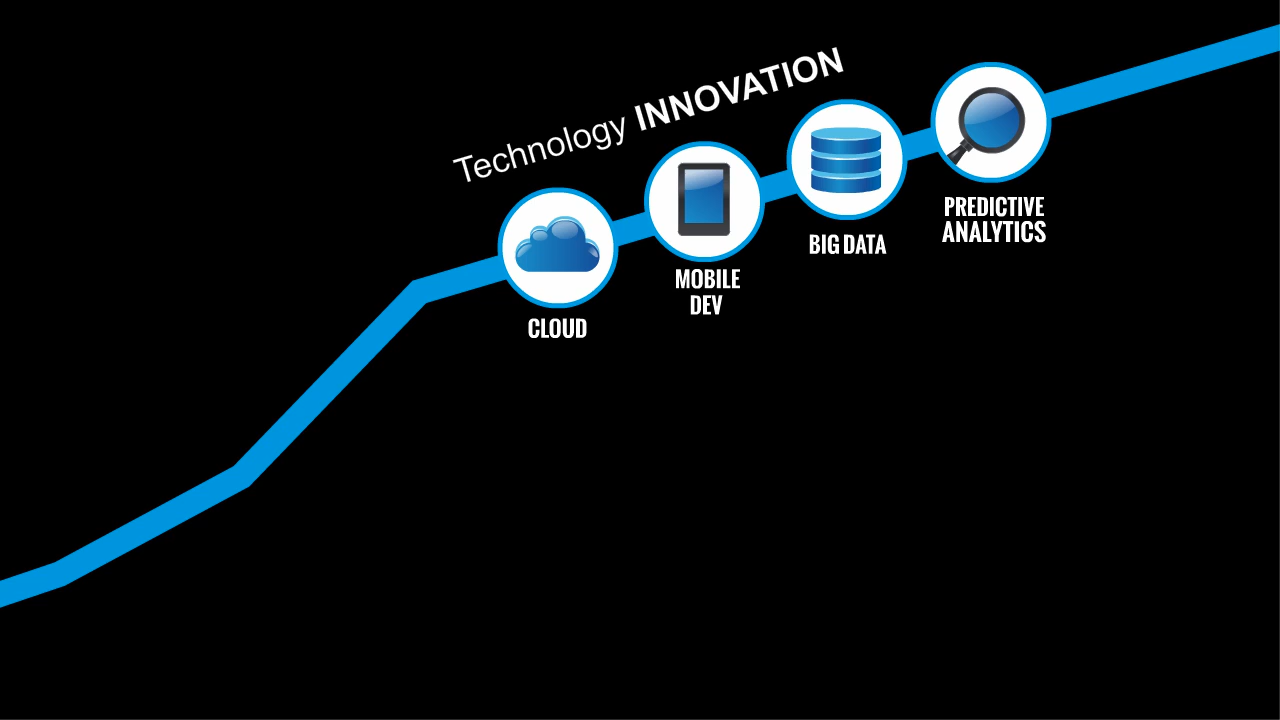 Technology INNOVATION
CLOUD
MOBILE
DEV
BIG DATA
PREDICTIVE
ANALYTICS